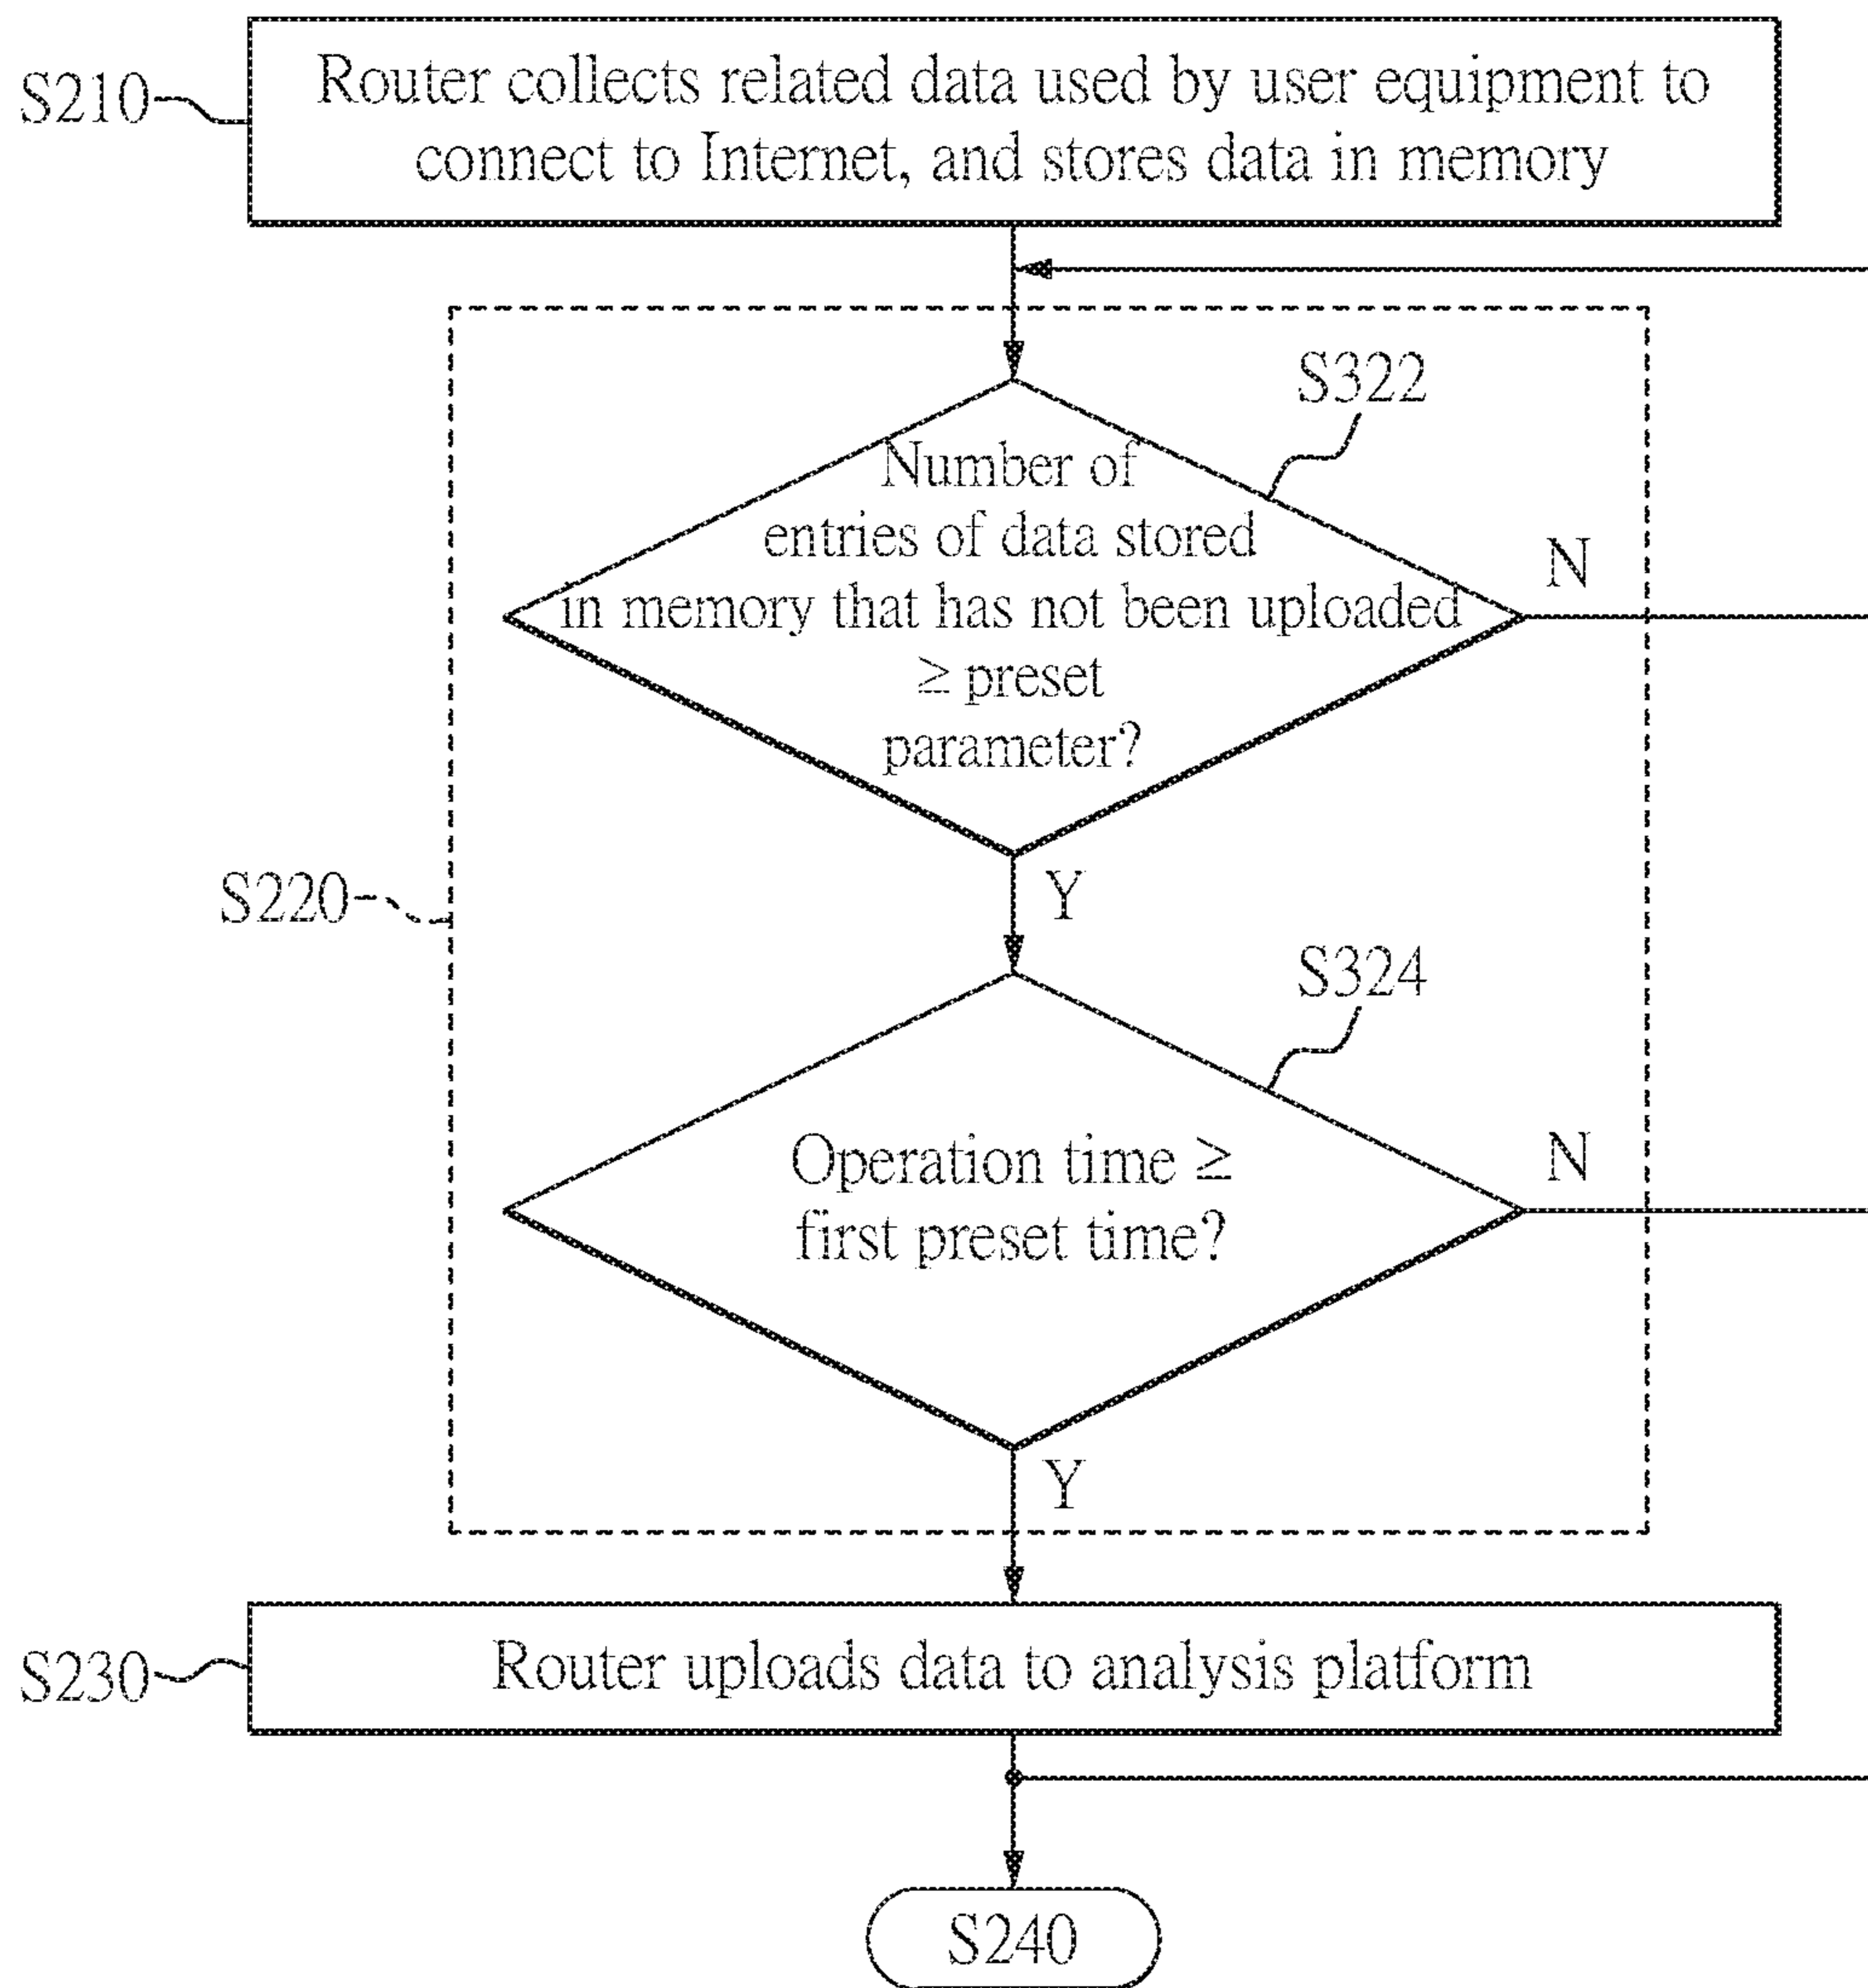 S210
Router collects related data used by user equipment to
connect to Internet, and stores data in memory
S322
Number of
entries of data stored
in memory that has not been uploaded
≥ preset
parameter?
N
Y
S220
S324
Operation time ≥
first preset time?
N
Y
S230
Router uploads data to analysis platform
S240